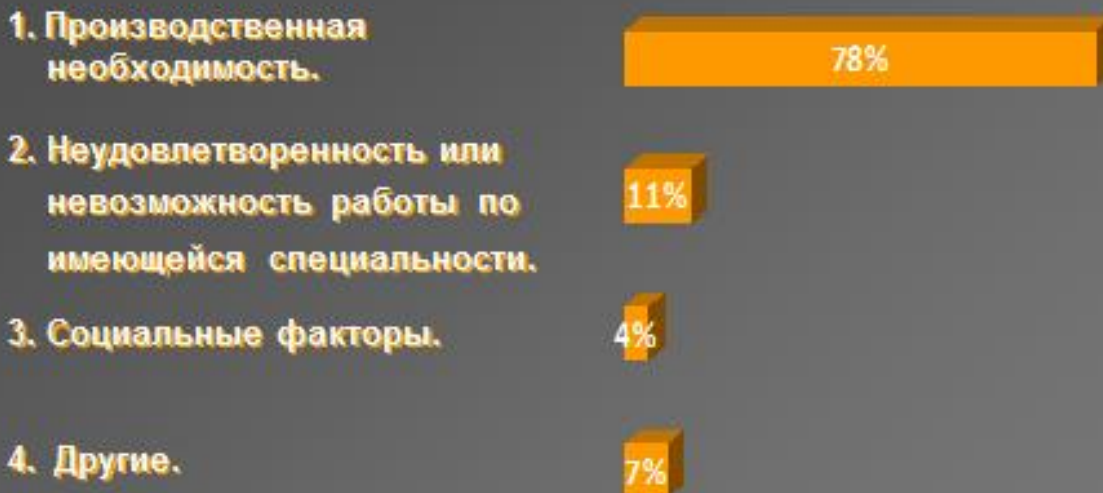 1. Производственная
необходимость.
78%
2. Неудовлетворенность или
невозможность работы по
имеющейся специальности.
11%
3. Социальные факторы.
4%
4. Другие.
7%